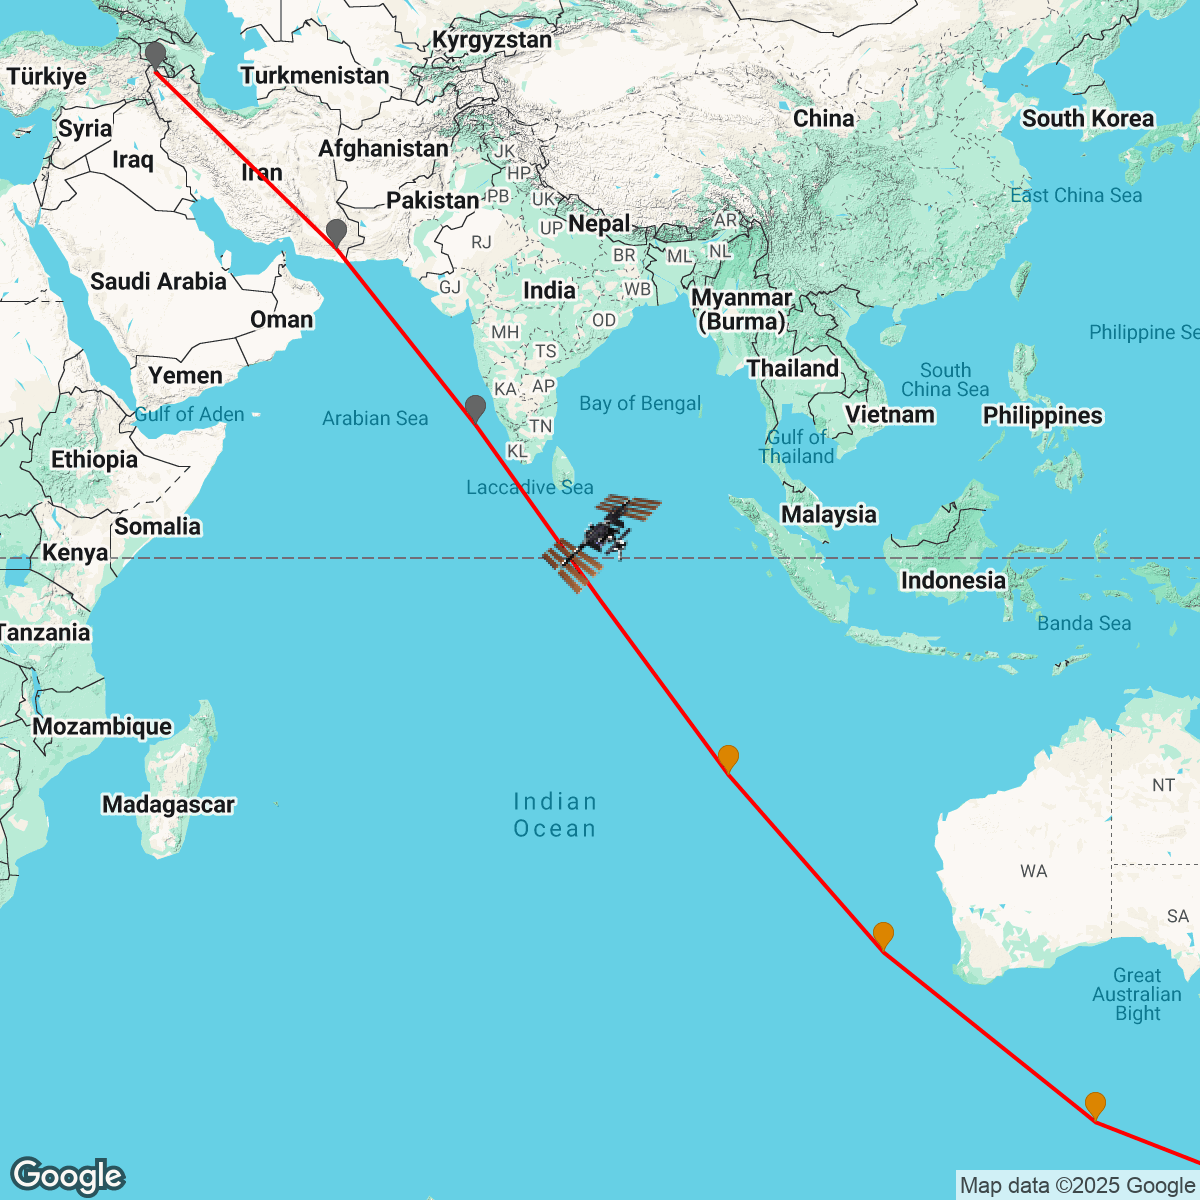 Kyrgyzstan
Türkiye
Turkmenistan
China
South Korea
Syria
Iraq
Iran
Afghanistan
JK
HP
Pakistan
PB
UK
East China Sea
Nepal
AR
UP
RJ
BR
ML
NL
Saudi Arabia
GJ
India
WB
Myanmar
(Burma)
Oman
OD
MH
Philippine Se
TS
Yemen
Thailand
South
China Sea
KA
AP
Gulf of Aden
Arabian Sea
Bay of Bengal
Vietnam
Philippines
TN
Gulf of
Thailand
KL
Ethiopia
Laccadive Sea
Malaysia
Somalia
Kenya
Indonesia
Tanzania
Banda Sea
Mozambique
NT
Madagascar
Indian
Ocean
WA
SA
Great
Australian
Bight
Google
Map data ©2025 Google